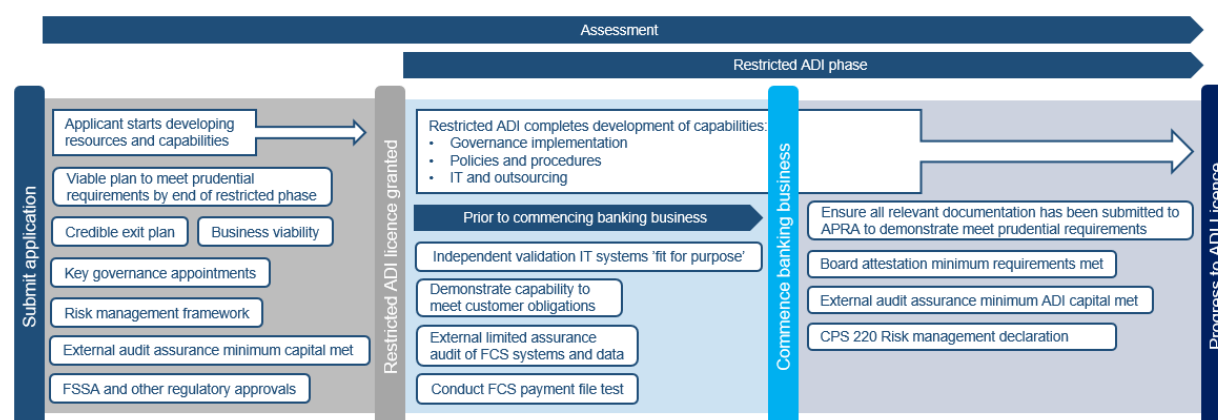 Assessment
Restricted ADI phase
Submit application
Applicant starts developing
resources and capabilities
Viable plan to meet prudential
requirements by end of restricted phase
Credible exit plan
Business viability
Key governance appointments
Risk management framework
External audit assurance minimum capital met
FSSA and other regulatory approvals
Restricted ADI licence granted
Restricted ADI completes development of capabilities:
• Governance implementation
• Policies and procedures
• IT and outsourcing
Prior to commencing banking business
Independent validation IT systems 'fit for purpose'
Demonstrate capability to
meet customer obligations
External limited assurance
audit of FCS systems and data
Conduct FCS payment file test
Commence banking business
Ensure all relevant documentation has been submitted to
APRA to demonstrate meet prudential requirements
Board attestation minimum requirements met
External audit assurance minimum ADI capital met
CPS 220 Risk management declaration
Progress to ADI Licence